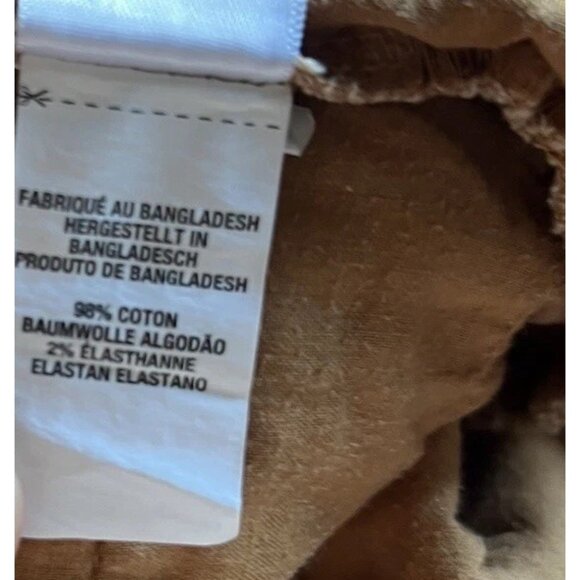 FABRIQUÉ AU BANGLADESH
HERGESTELLT IN
BANGLADESCH
PRODUTO DE BANGLADESH
98% COTON
BAUMWOLLE ALGODÃO
2% ÉLASTHANNE
ELASTAN ELASTANO